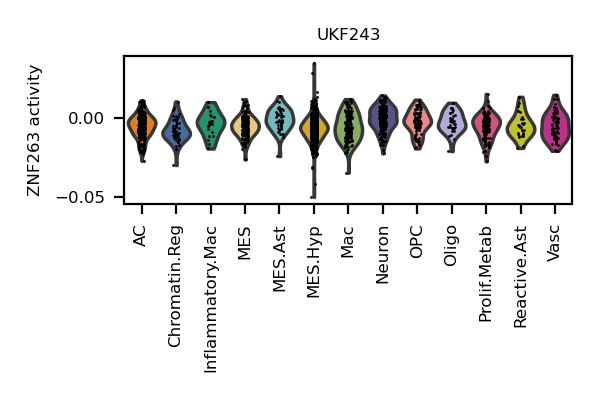 UKF243
ZNF263 activity
0.00
−0.05
AC
Chromatin.Reg
Inflammatory.Mac
MES
MES.Ast
MES.Hyp
Mac
Neuron
OPC
Oligo
Prolif.Metab
Reactive.Ast
Vasc